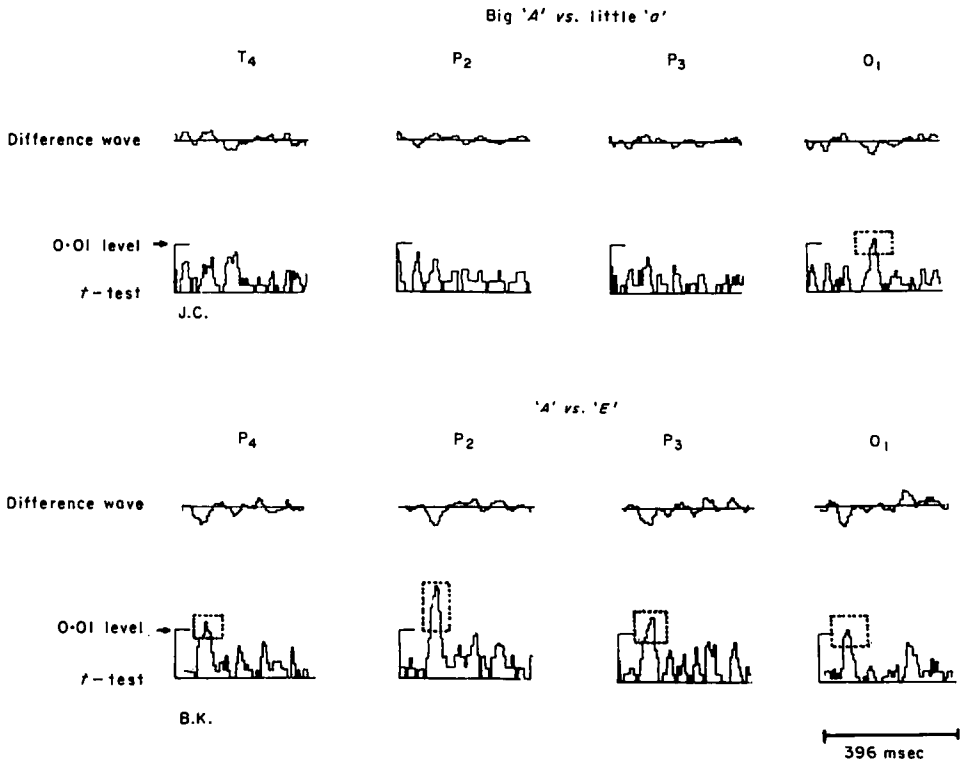 Big 'A' vs. little 'a'
T4 P2 P3 O1
Difference wave
0·01 level
t-test
J.C.
'A' vs. 'E'
P4 P2 P3 O1
Difference wave
0·01 level
t-test
B.K.
396 msec